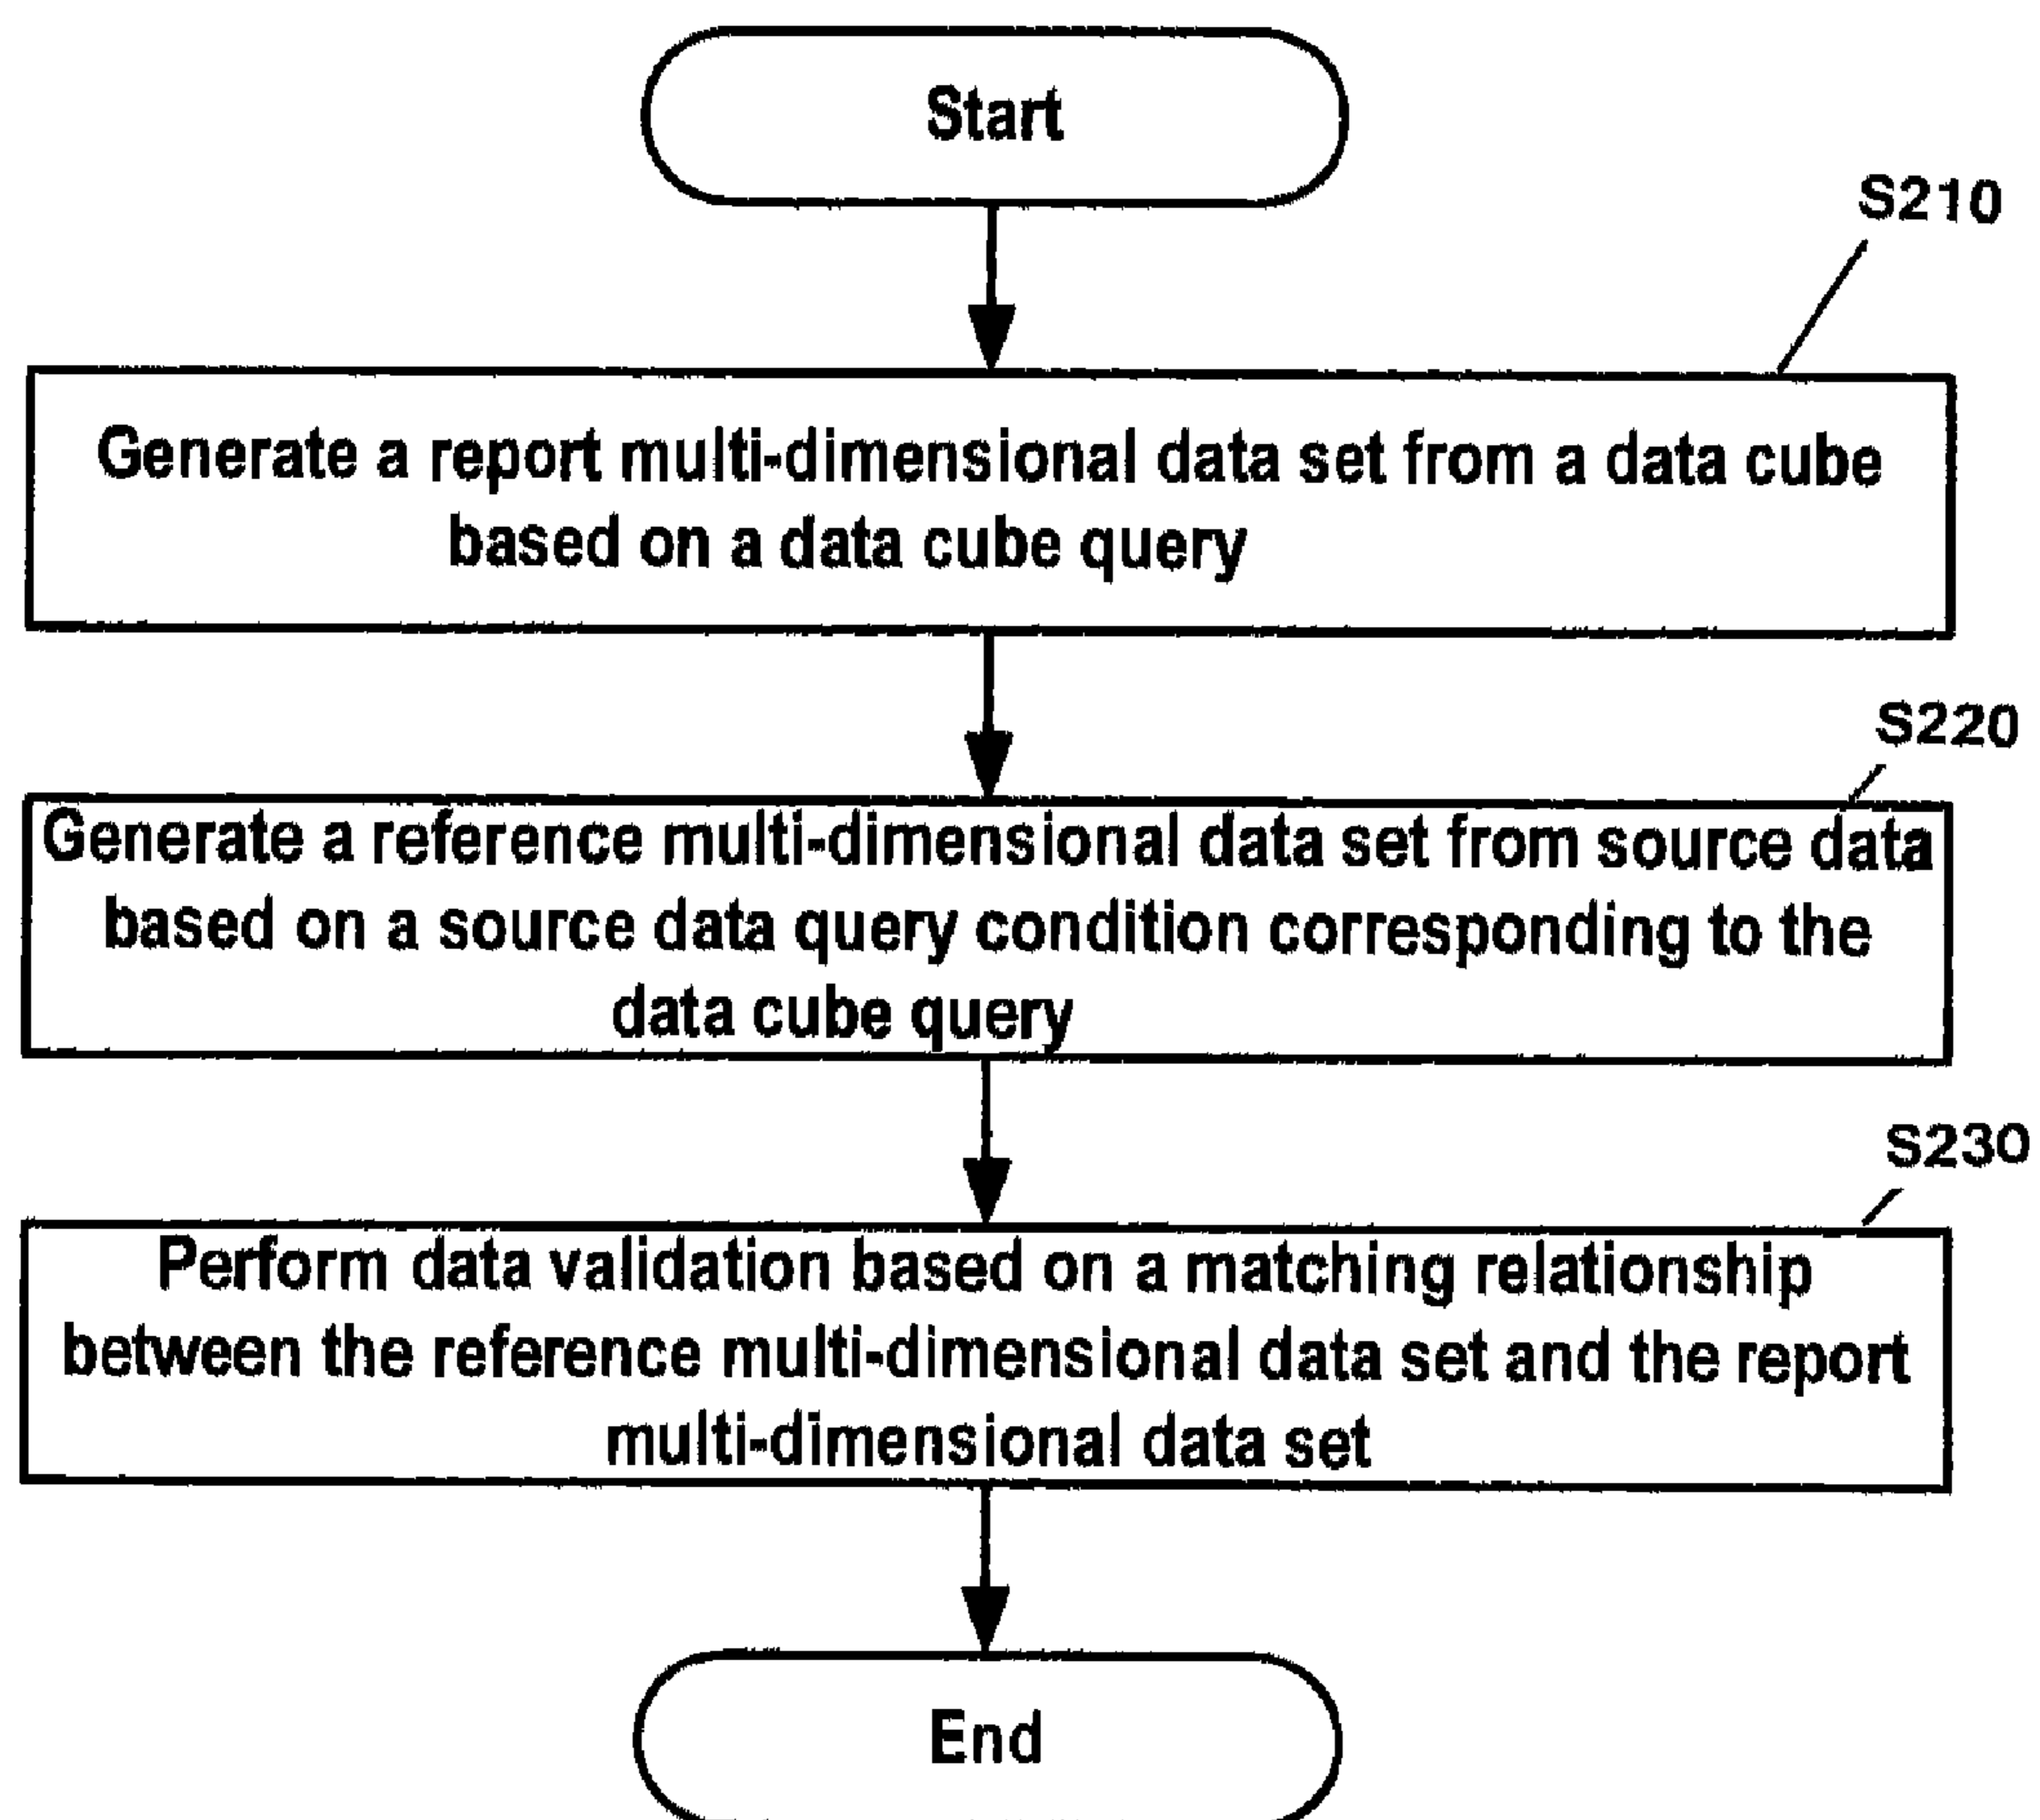 Start
S210
Generate a report multi-dimensional data set from a data cube
based on a data cube query
S220
Generate a reference multi-dimensional data set from source data
based on a source data query condition corresponding to the
data cube query
S230
Perform data validation based on a matching relationship
between the reference multi-dimensional data set and the report
multi-dimensional data set
End